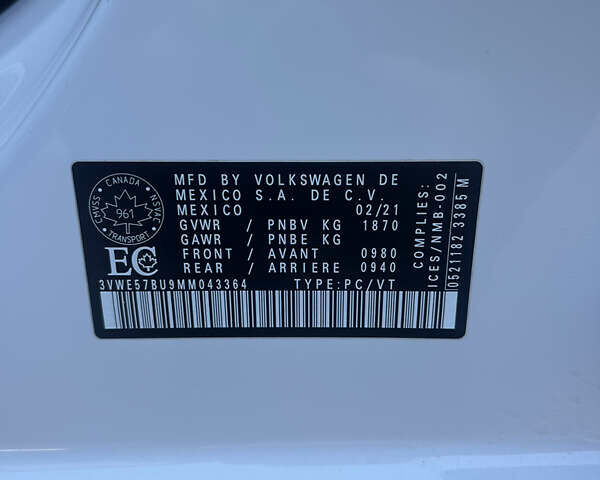 CANADA
CMVSS
NSVAC
961
TRANSPORT
EC
MFD BY VOLKSWAGEN DE
MEXICO S.A. DE C.V.
MEXICO 02/21
GVWR / PNBV KG 1870
GAWR / PNBE KG
FRONT / AVANT 0980
REAR / ARRIERE 0940
3VWE57BU9MM043364 TYPE:PC/VT
COMPLIES:
ICES/NMB-002
0521182 3385 M